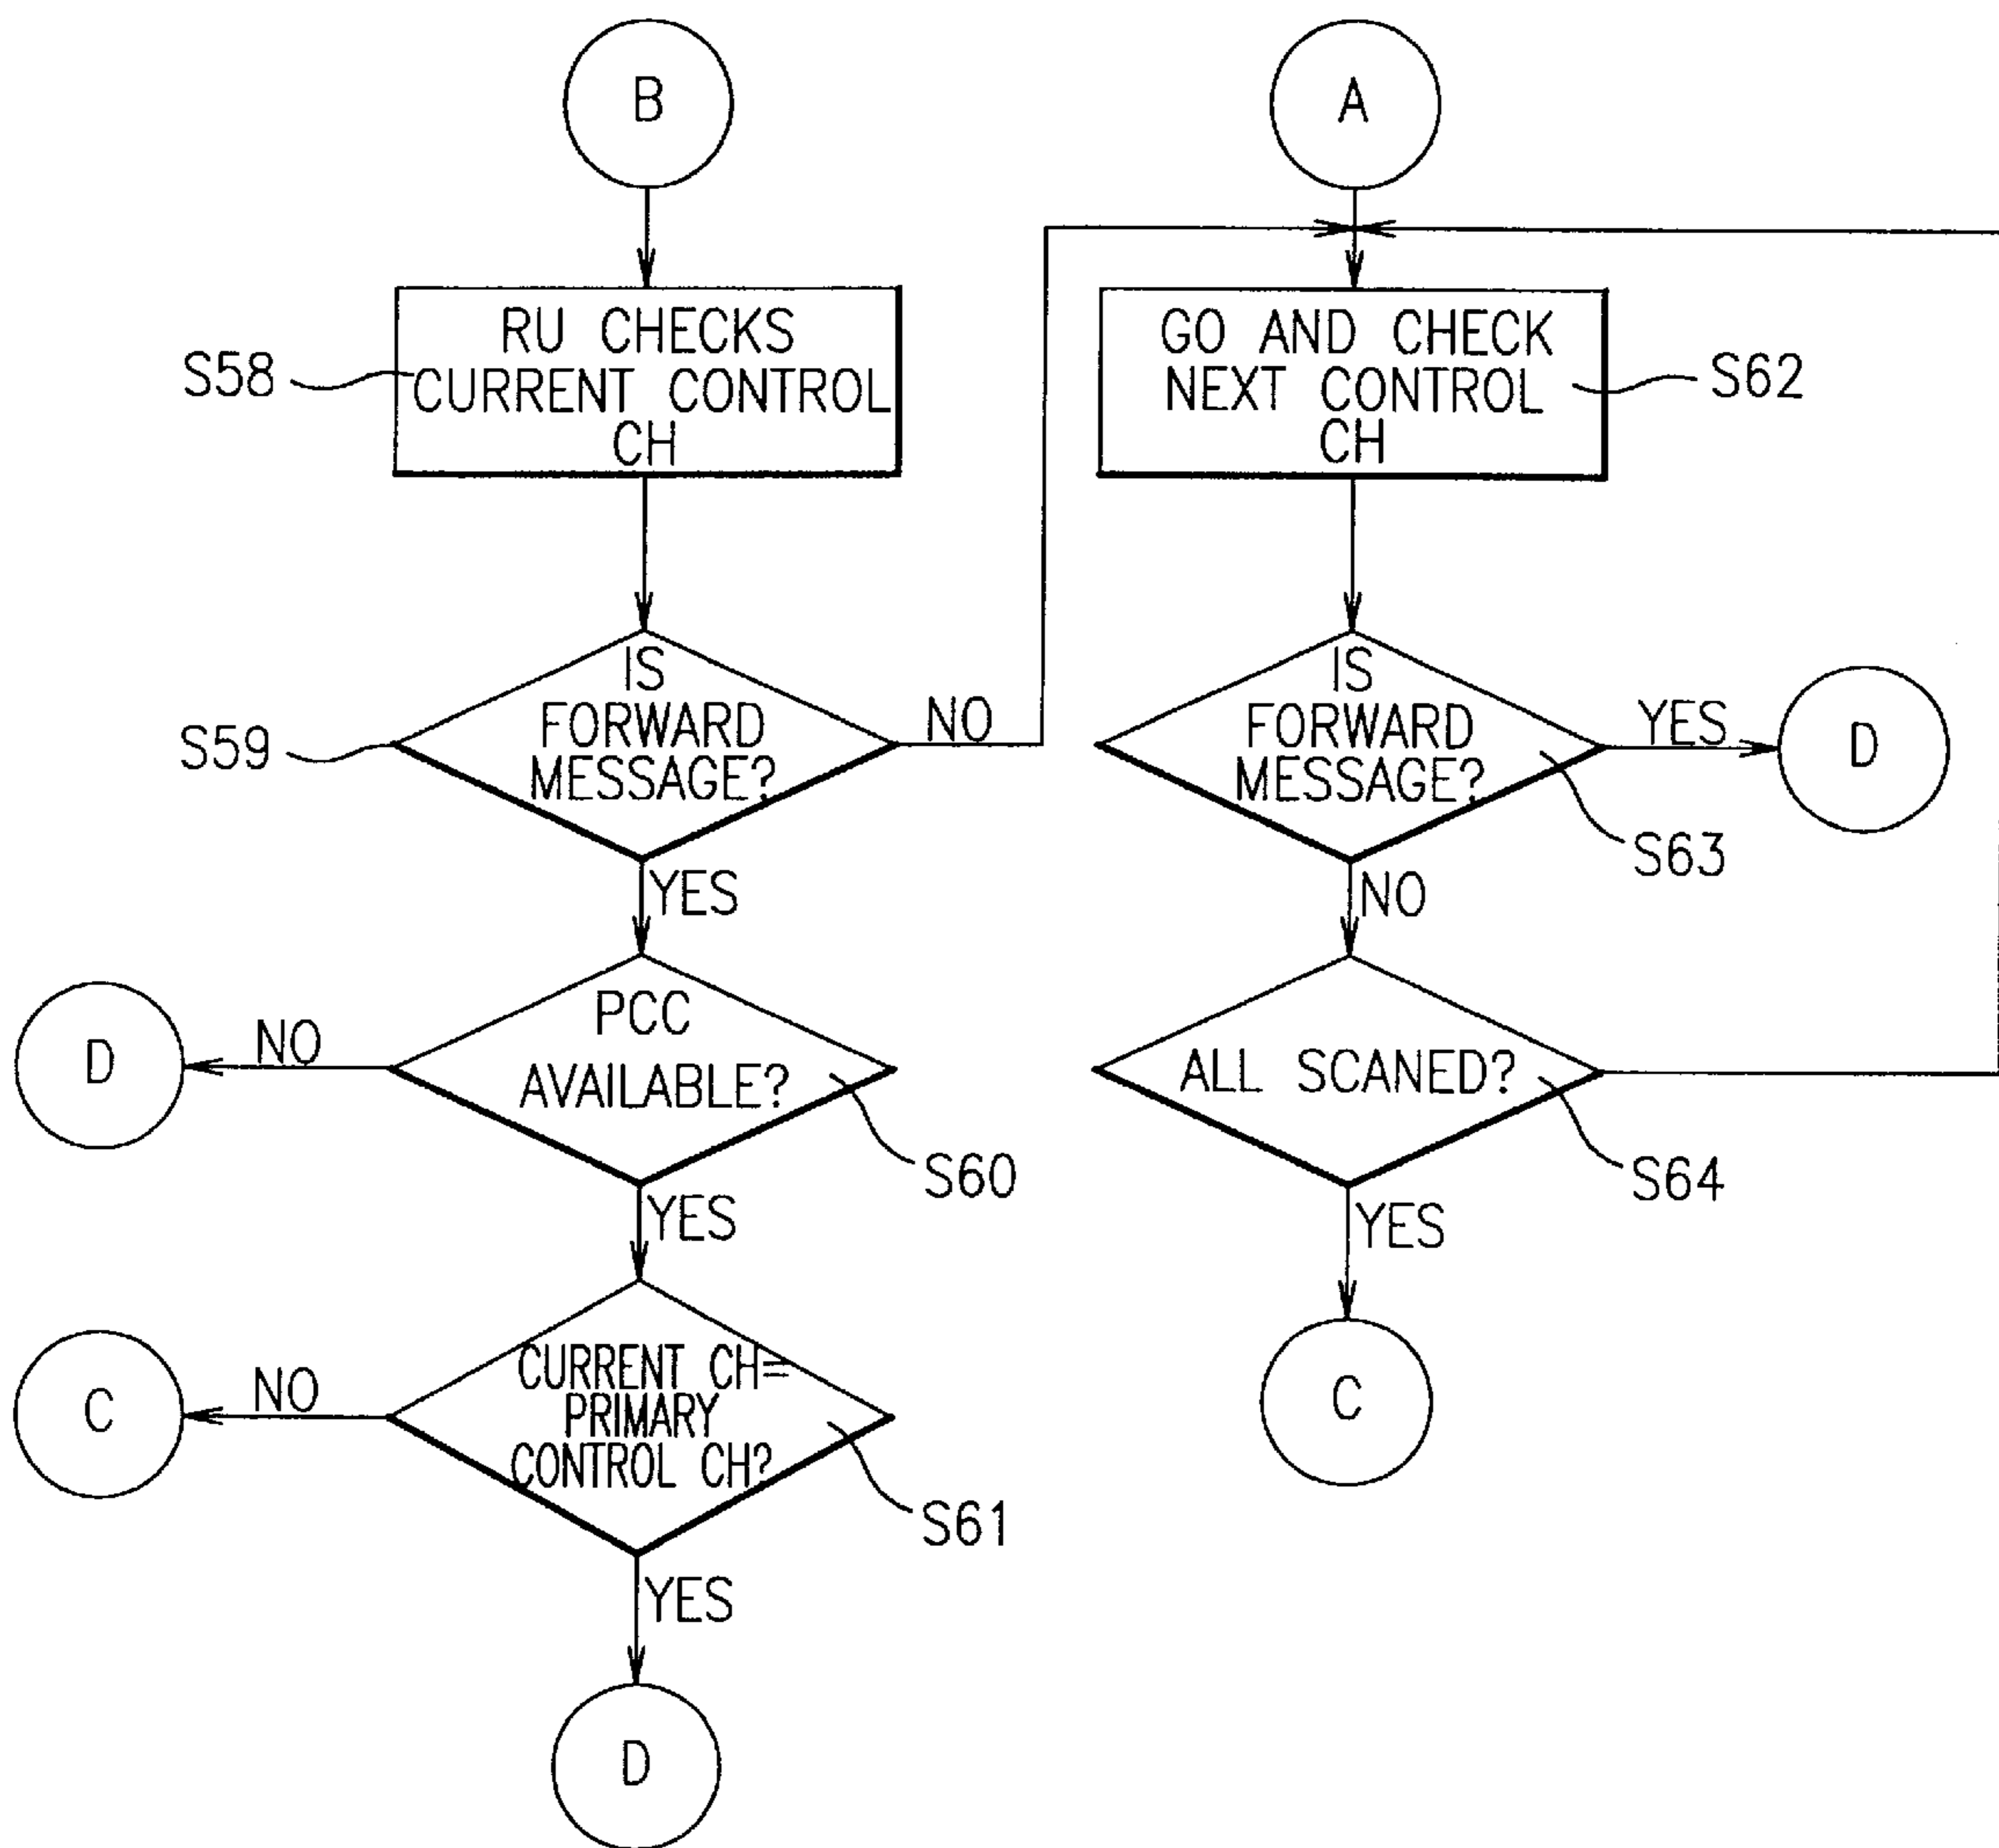 B
RU CHECKS
CURRENT CONTROL
CH
S58
IS
FORWARD
MESSAGE?
S59
NO
YES
PCC
AVAILABLE?
S60
NO
D
YES
CURRENT CH=
PRIMARY
CONTROL CH?
S61
NO
C
YES
D
A
GO AND CHECK
NEXT CONTROL
CH
S62
IS
FORWARD
MESSAGE?
S63
YES
D
NO
ALL SCANED?
S64
YES
C